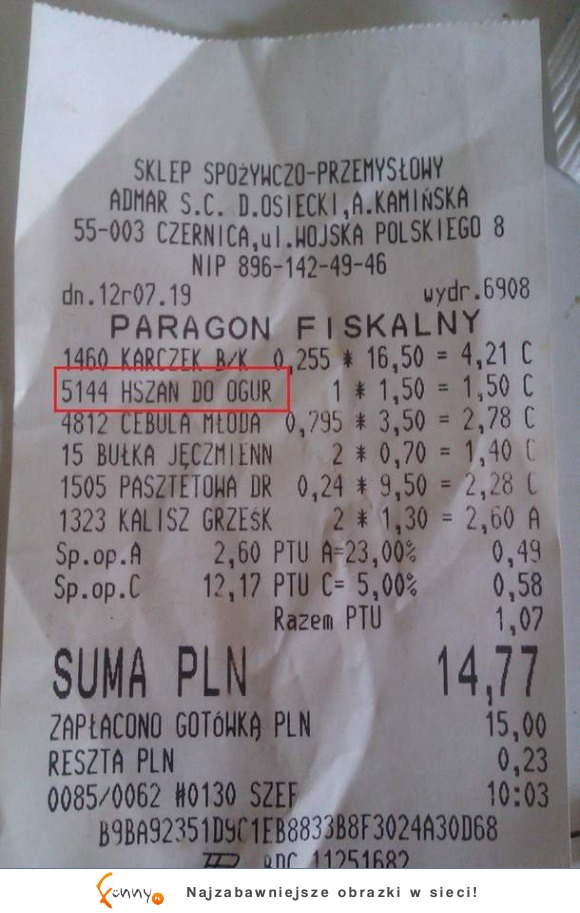 SKLEP SPOŻYWCZO-PRZEMYSŁOWY
ADMAR S.C. D.OSIECKI,A.KAMIŃSKA
55-003 CZERNICA,ul.WOJSKA POLSKIEGO 8
NIP 896-142-49-46
dn.12r07.19 wydr.6908
PARAGON FISKALNY
1460 KARCZEK B/K 0,255 * 16,50 = 4,21 C
5144 HSZAN DO OGUR 1 * 1,50 = 1,50 C
4812 CEBULA MŁODA 0,795 * 3,50 = 2,78 C
15 BUŁKA JĘCZMIENN 2 * 0,70 = 1,40 C
1505 PASZTETOWA DR 0,24 * 9,50 = 2,28 C
1323 KALISZ GRZEŚK 2 * 1,30 = 2,60 A
Sp.op.A 2,60 PTU A=23,00% 0,49
Sp.op.C 12,17 PTU C= 5,00% 0,58
Razem PTU 1,07
SUMA PLN 14,77
ZAPŁACONO GOTÓWKĄ PLN 15,00
RESZTA PLN 0,23
0085/0062 #0130 SZEF 10:03
B9BA92351D9C1EB8833B8F3024A30D68
BDC 11251682
funny.PL Najzabawniejsze obrazki w sieci!